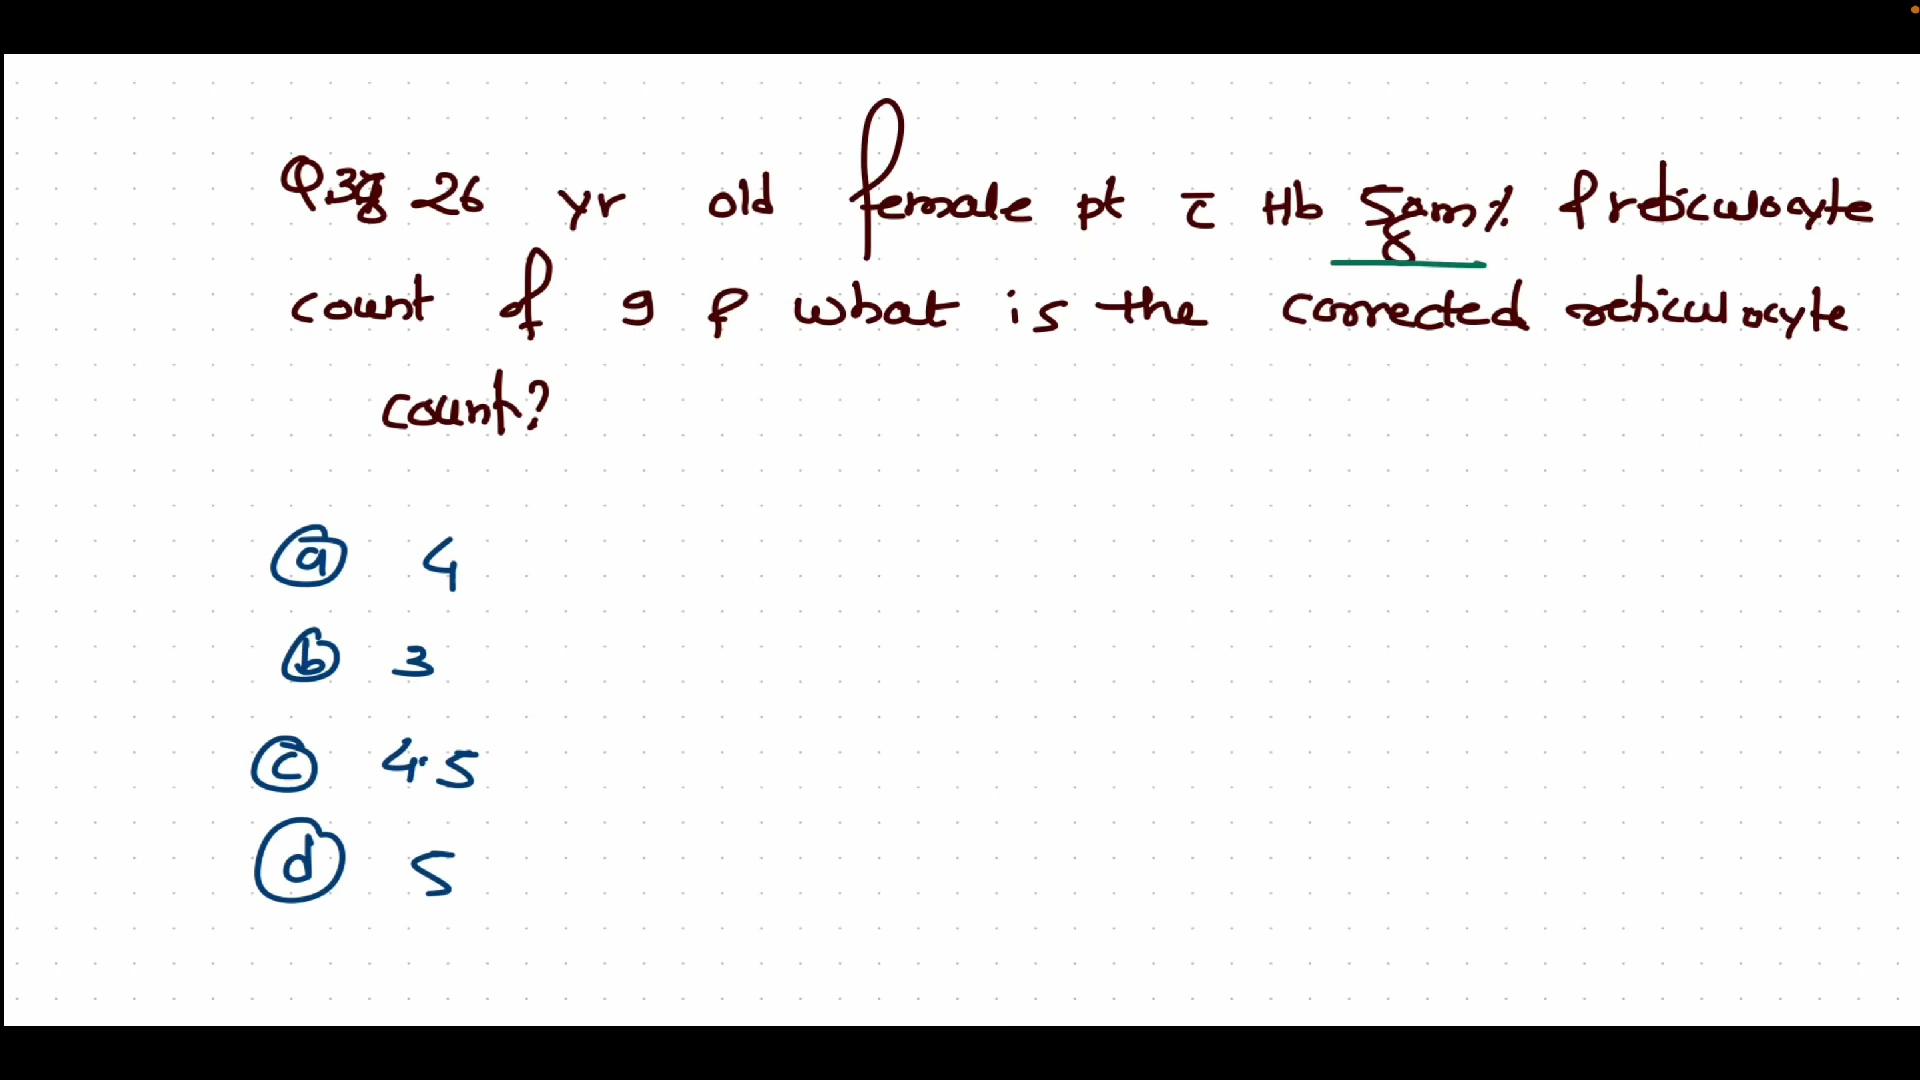 Q.38 26 yr old female pt c̄ Hb 5gm% & reticulocyte
count of 9 & what is the corrected reticulocyte
count?
ⓐ 4
ⓑ 3
ⓒ 4.5
ⓓ 5